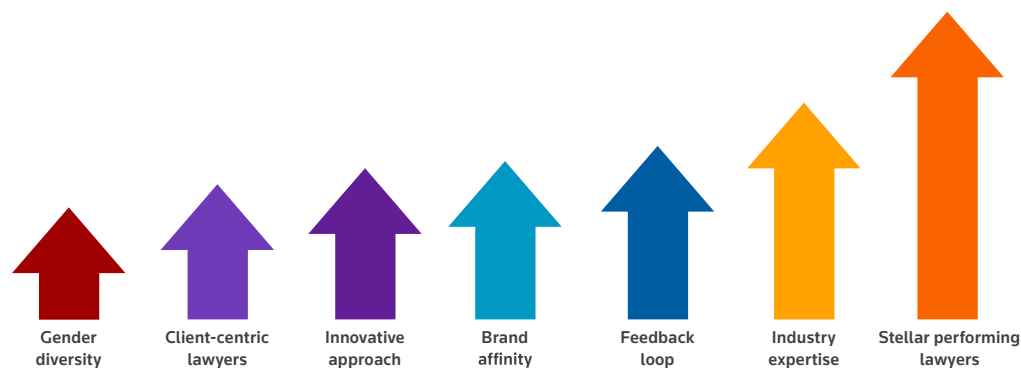 Gender
diversity
Client-centric
lawyers
Innovative
approach
Brand
affinity
Feedback
loop
Industry
expertise
Stellar performing
lawyers